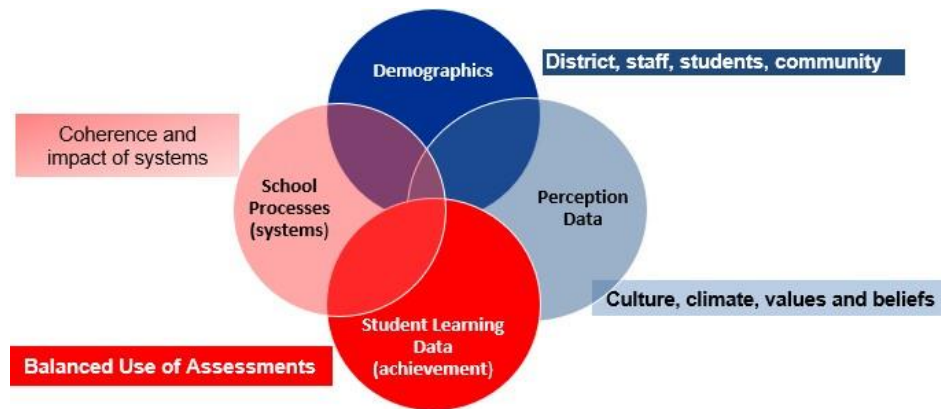 Demographics
District, staff, students, community
Coherence and
impact of systems
School
Processes
(systems)
Perception
Data
Culture, climate, values and beliefs
Student Learning
Data
(achievement)
Balanced Use of Assessments